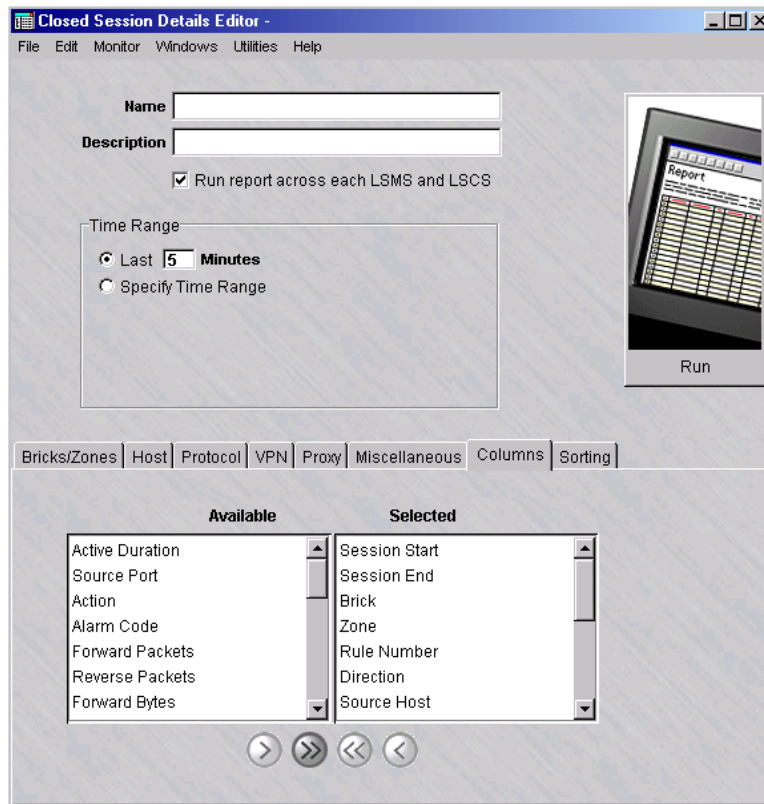 Closed Session Details Editor -
File Edit Monitor Windows Utilities Help
Name
Description
Run report across each LSMS and LSCS
Time Range
Last 5 Minutes
Specify Time Range
Report
Run
Bricks/Zones Host Protocol VPN Proxy Miscellaneous Columns Sorting
Available Selected
Active Duration Session Start
Source Port Session End
Action Brick
Alarm Code Zone
Forward Packets Rule Number
Reverse Packets Direction
Forward Bytes Source Host